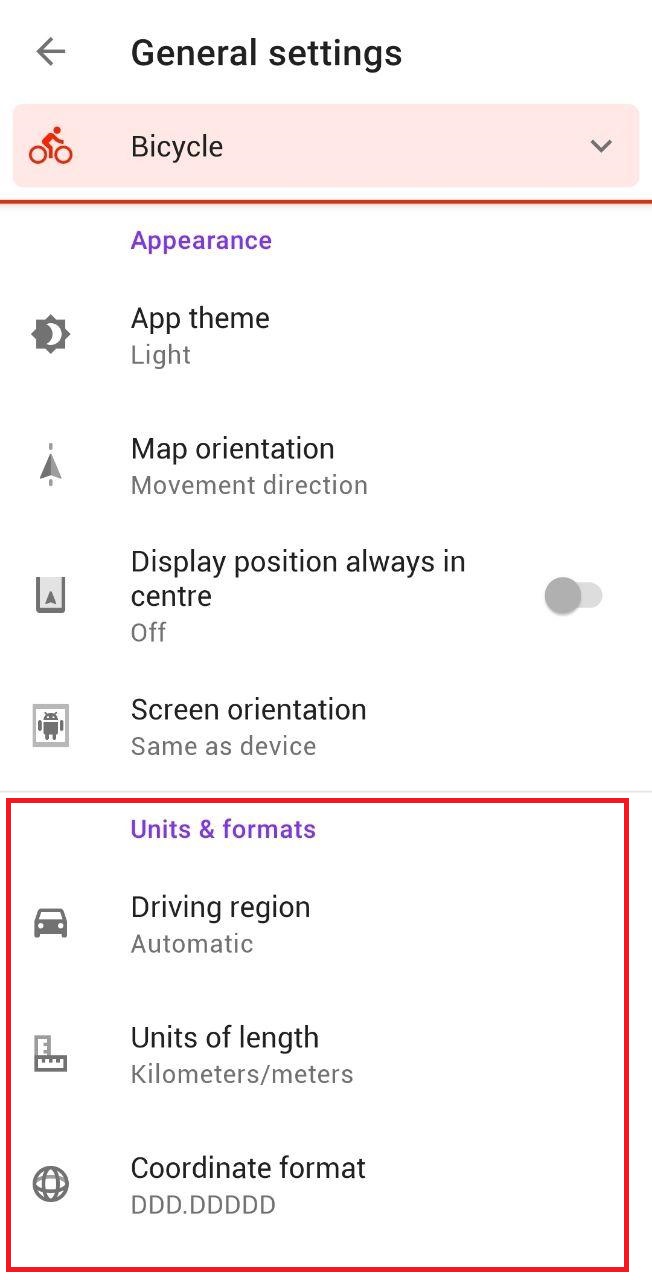 General settings
Bicycle
Appearance
App theme
Light
Map orientation
Movement direction
Display position always in
centre
Off
Screen orientation
Same as device
Units & formats
Driving region
Automatic
Units of length
Kilometers/meters
Coordinate format
DDD.DDDDD